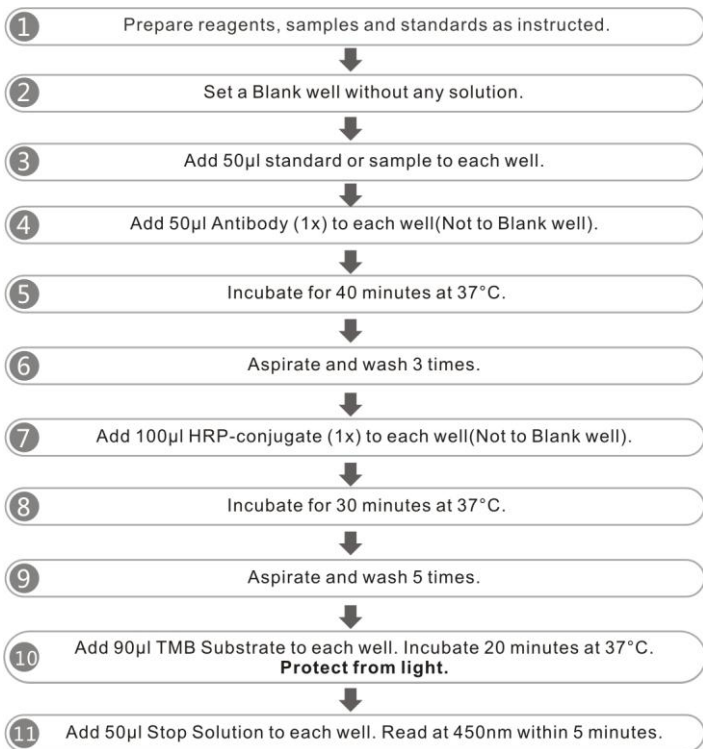 1 Prepare reagents, samples and standards as instructed.
2 Set a Blank well without any solution.
3 Add 50μl standard or sample to each well.
4 Add 50μl Antibody (1x) to each well(Not to Blank well).
5 Incubate for 40 minutes at 37°C.
6 Aspirate and wash 3 times.
7 Add 100μl HRP-conjugate (1x) to each well(Not to Blank well).
8 Incubate for 30 minutes at 37°C.
9 Aspirate and wash 5 times.
10 Add 90μl TMB Substrate to each well. Incubate 20 minutes at 37°C.
Protect from light.
11 Add 50μl Stop Solution to each well. Read at 450nm within 5 minutes.